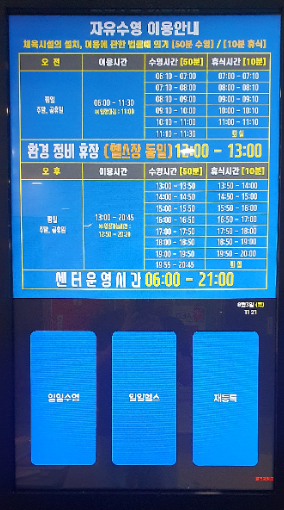 자유수영 이용안내
체육시설의 설치, 이용에 관한 법률에 의거 [50분 수영] / [10분 휴식]
오 전 이용시간 수영시간 [50분] 휴식시간 [10분]
06:10 - 07:00 07:00 - 07:10
07:10 - 08:00 08:00 - 08:10
평일 08:10 - 09:00 09:00 - 09:10
주말, 공휴일 06:00 - 11:30 09:10 - 10:00 10:00 - 10:10
10:10 - 11:00 11:00 - 11:10
11:10 - 11:30 퇴실
환경 정비 휴장 (헬스장 동일) 12:00 - 13:00
오 후 이용시간 수영시간 [50분] 휴식시간 [10분]
13:00 - 13:50 13:50 - 14:00
14:00 - 14:50 14:50 - 15:00
평일 13:00 - 20:45 15:00 - 15:50 15:50 - 16:00
주말, 공휴일 16:00 - 16:50 16:50 - 17:00
17:00 - 17:50 17:50 - 18:00
18:00 - 18:50 18:50 - 19:00
19:00 - 19:50 19:50 - 20:00
퇴실
센터운영시간 06:00 - 21:00
11:21
일일수영 일일헬스 재등록